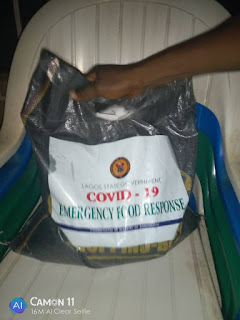 LAGOS STATE GOVERNMENT
COVID - 19
EMERGENCY FOOD RESPONSE
AI CAMON 11
16M AI Clear Selfie